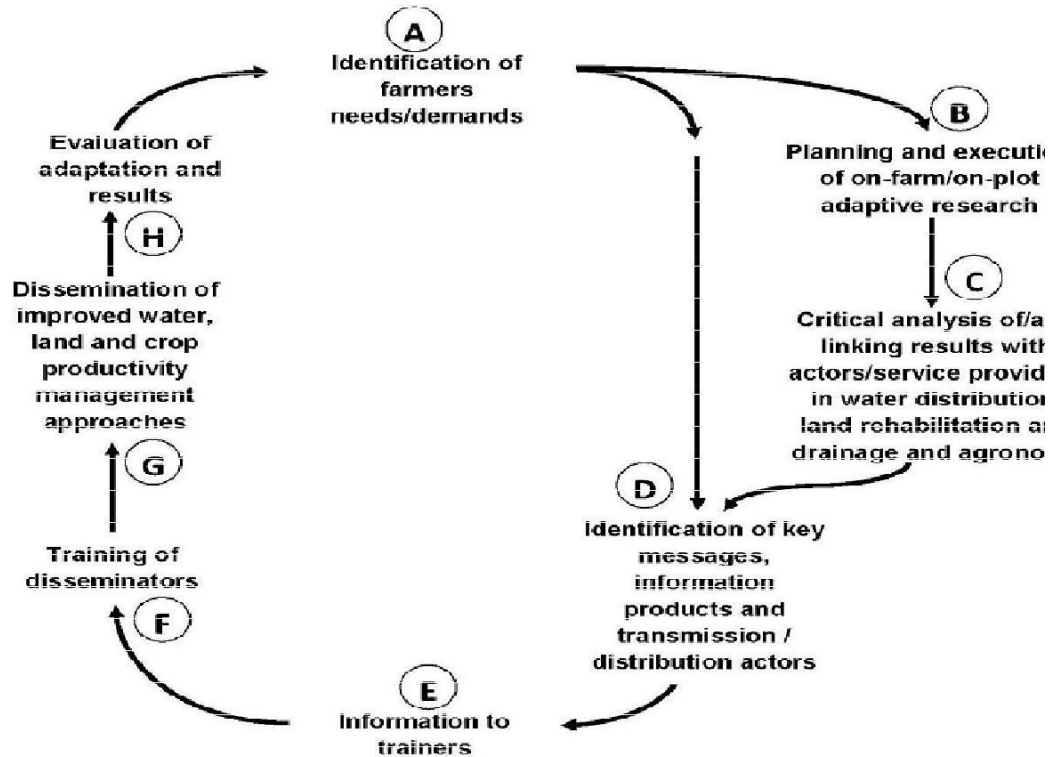 A
Identification of
farmers
needs/demands
B
Planning and execution
of on-farm/on-plot
adaptive research
C
Critical analysis of/a
linking results with
actors/service provid
in water distribution
land rehabilitation a
drainage and agrono
D
identification of key
messages,
information
products and
transmission /
distribution actors
E
Information to
trainers
F
Training of
disseminators
G
Dissemination of
improved water,
land and crop
productivity
management
approaches
H
Evaluation of
adaptation and
results